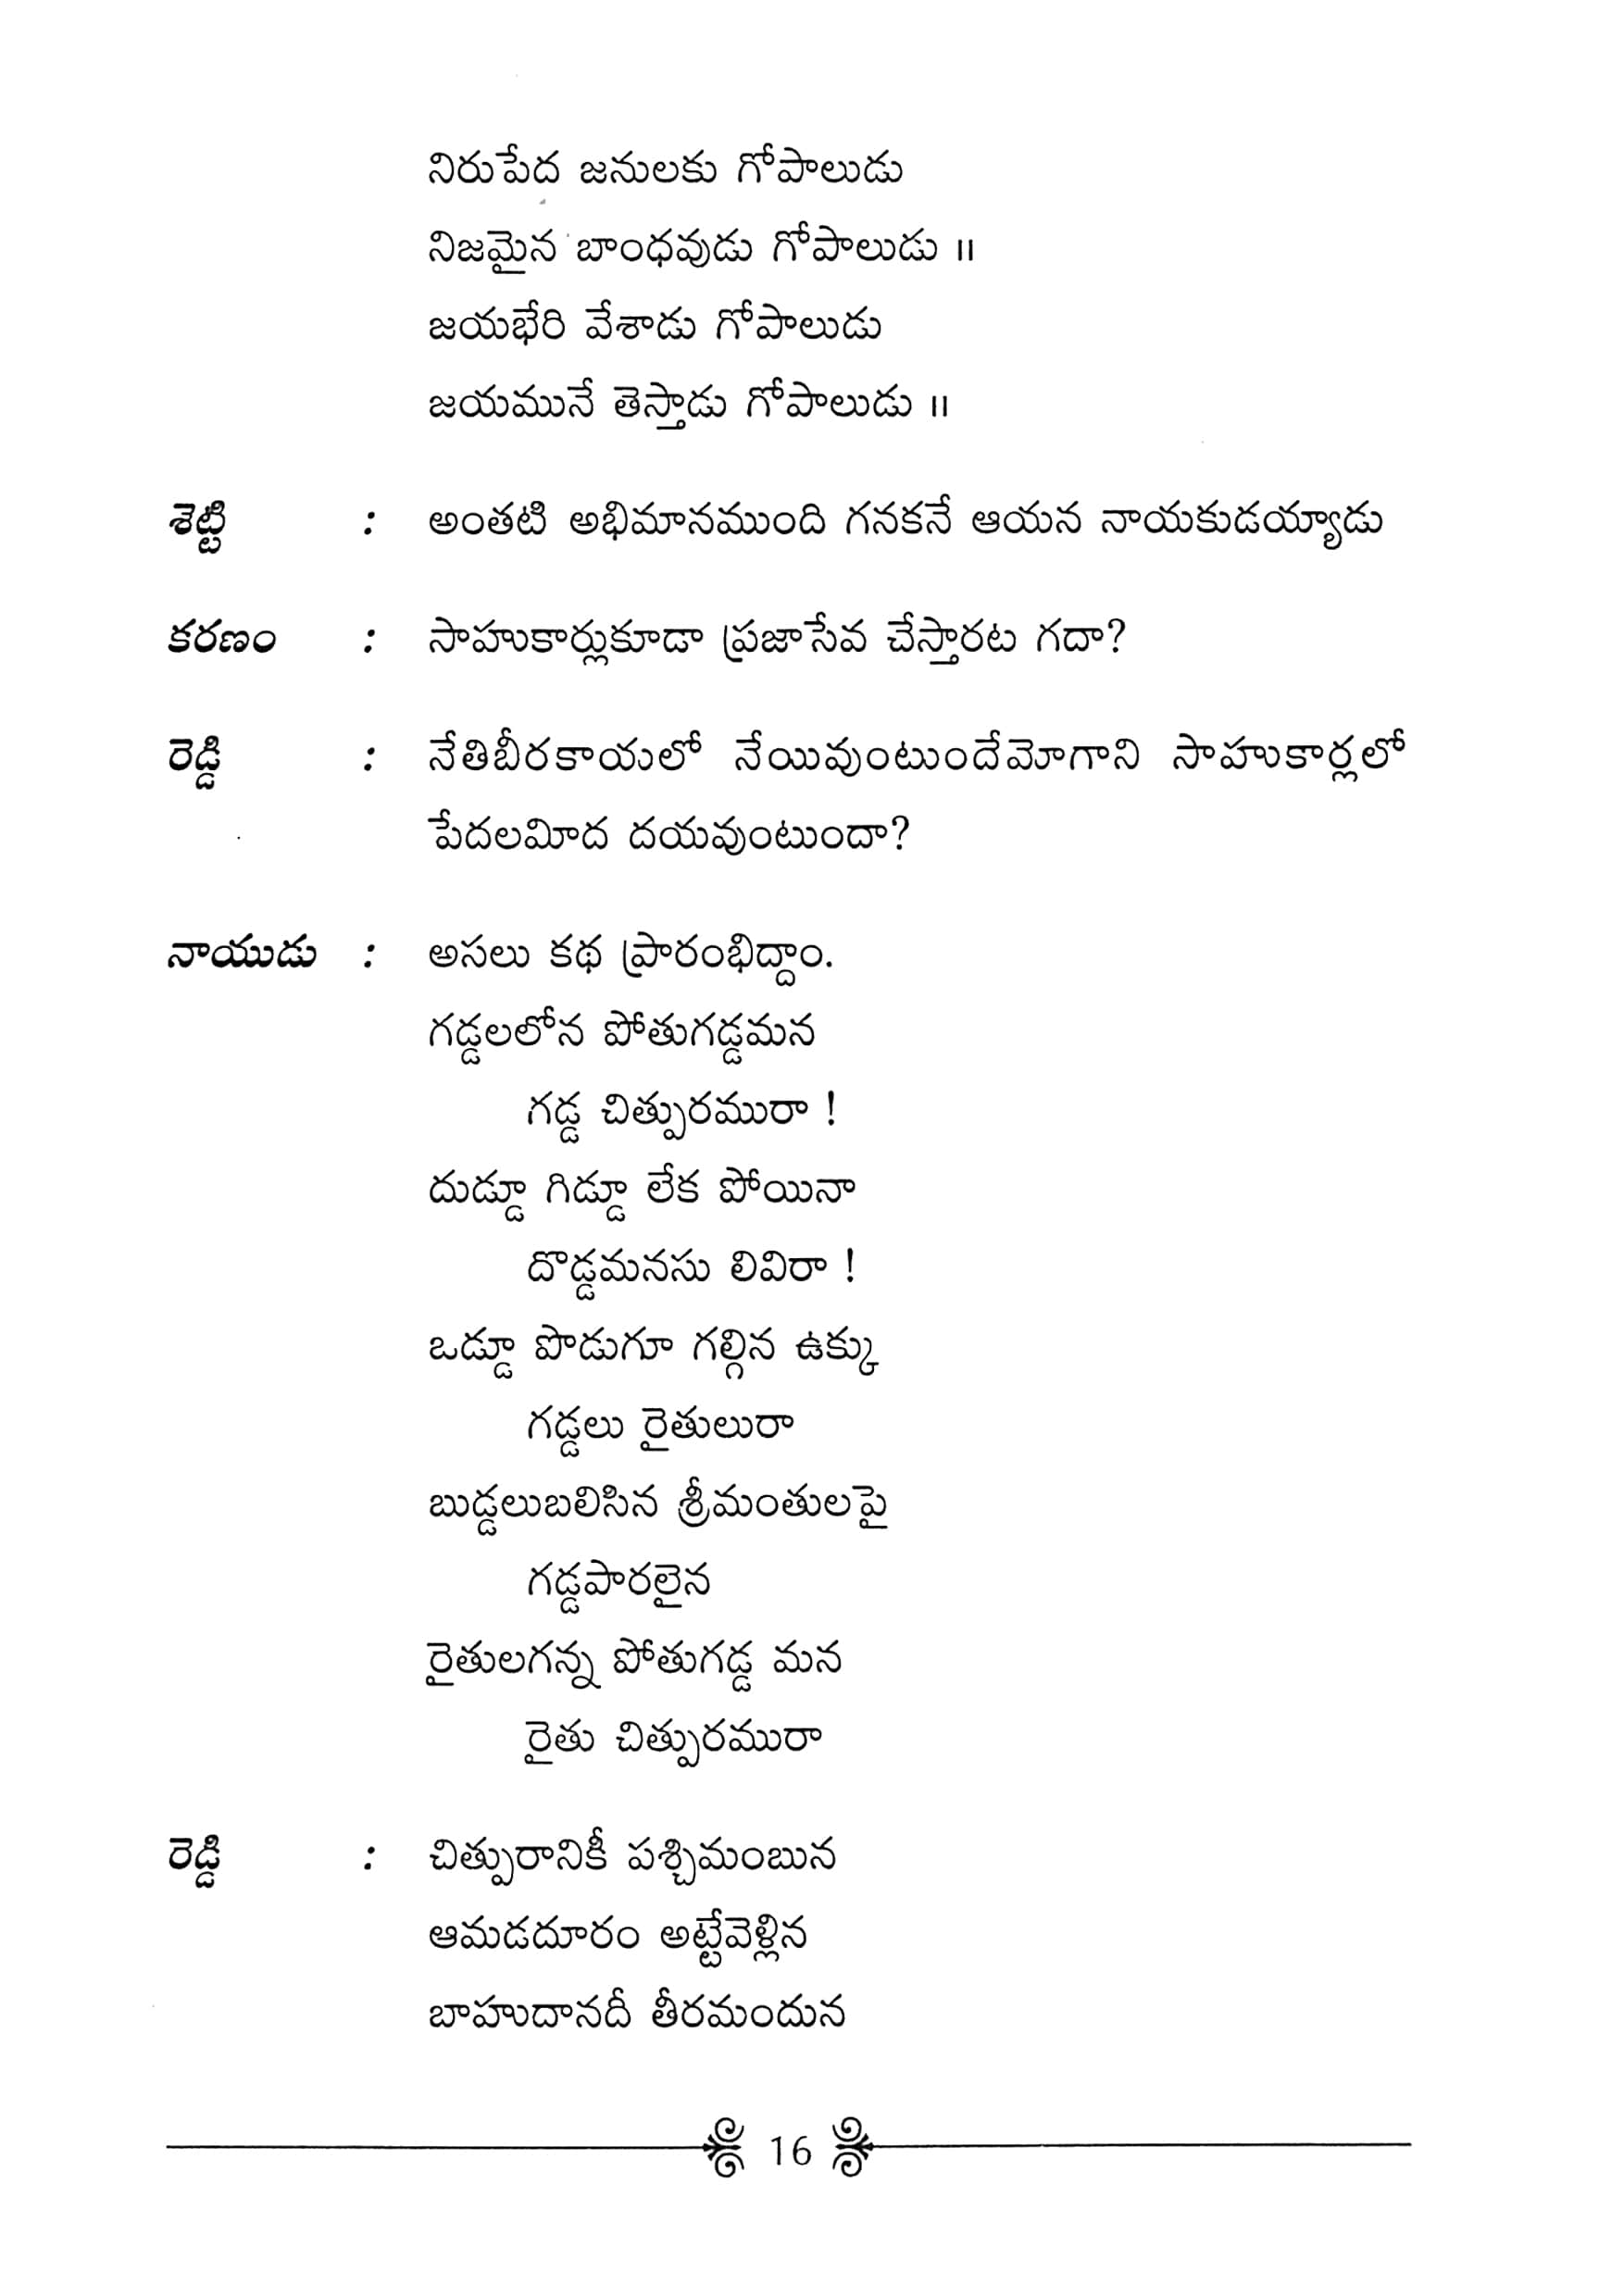 నిరుపేద జనులకు గోపాలుడు
నిజమైన బాంధవుడు గోపాలుడు ॥
జయభేరి వేశాడు గోపాలుడు
జయమునే తెస్తాడు గోపాలుడు ॥
శెట్టి : అంతటి అభిమానముంది గనకనే ఆయన నాయకుడయ్యాడు
కరణం : సాహుకార్లుకూడా ప్రజాసేవ చేస్తారట గదా?
రెడ్డి : నేతిబీరకాయలో నేయివుంటుందేమోగాని సాహుకార్లలో
పేదలమీద దయవుంటుందా?
నాయుడు : అసలు కథ ప్రారంభిద్దాం.
గడ్డలలోన పోతుగడ్డమన
గడ్డ చిత్పురమురా !
దుడ్డూ గిడ్డూ లేక పోయినా
దొడ్డమనసు లివిరా !
ఒడ్డూ పొడుగూ గల్గిన ఉక్కు
గడ్డలు రైతులురా
బుడ్డలుబలిసిన శ్రీమంతులపై
గడ్డపారలైన
రైతులగన్న పోతుగడ్డ మన
రైతు చిత్పురమురా
రెడ్డి : చిత్పురానికీ పశ్చిమంబున
ఆమడదూరం అట్టేవెళ్లిన
బాహుదానదీ తీరమందున
16